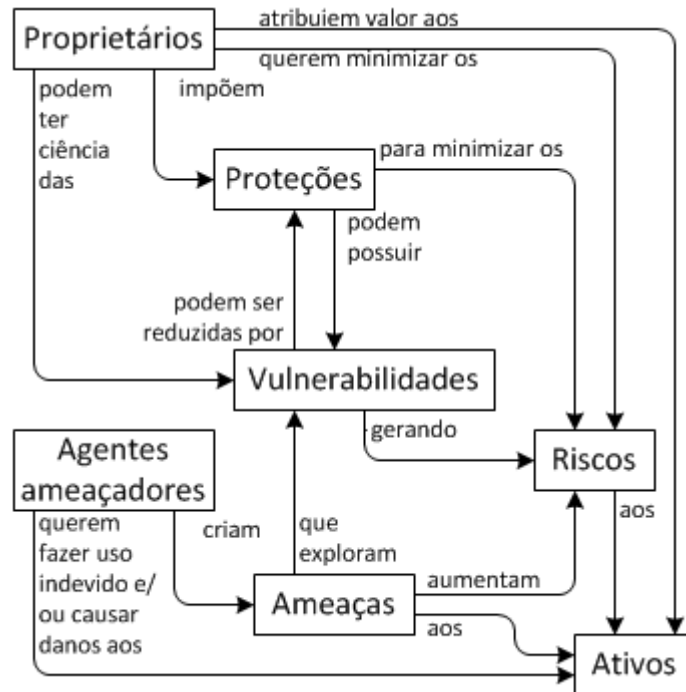 Proprietários
atribuiem valor aos
querem minimizar os
podem
ter
ciência
das
impõem
Proteções
para minimizar os
podem
possuir
podem ser
reduzidas por
Vulnerabilidades
gerando
Agentes
ameaçadores
Riscos
querem
fazer uso
indevido e/
ou causar
danos aos
criam
que
exploram
aos
Ameaças
aumentam
aos
Ativos